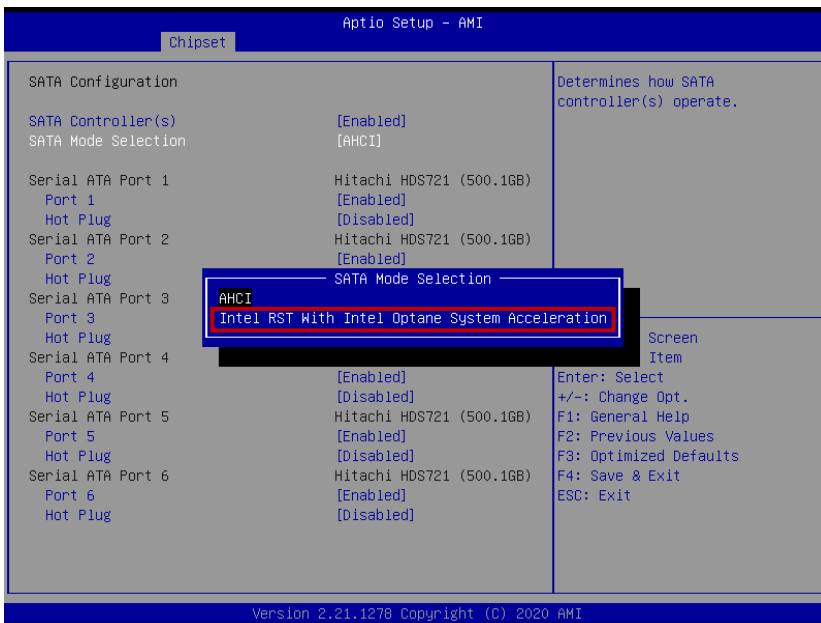 Aptio Setup - AMI
Chipset
SATA Configuration
Determines how SATA
controller(s) operate.
SATA Controller(s) [Enabled]
SATA Mode Selection [AHCI]
Serial ATA Port 1 Hitachi HDS721 (500.1GB)
Port 1 [Enabled]
Hot Plug [Disabled]
Serial ATA Port 2 Hitachi HDS721 (500.1GB)
Port 2 [Enabled]
Hot Plug
SATA Mode Selection
Serial ATA Port 3
AHCI
Port 3
Intel RST With Intel Optane System Accel
eration
Hot Plug
Screen
Serial ATA Port 4
Item
Port 4 [Enabled]
Enter: Select
Hot Plug [Disabled]
+/-: Change Opt.
Serial ATA Port 5 Hitachi HDS721 (500.1GB)
F1: General Help
Port 5 [Enabled]
F2: Previous Values
Hot Plug [Disabled]
F3: Optimized Defaults
Serial ATA Port 6 Hitachi HDS721 (500.1GB)
F4: Save & Exit
Port 6 [Enabled]
ESC: Exit
Hot Plug [Disabled]
Version 2.21.1278 Copyright (C) 2020 AMI